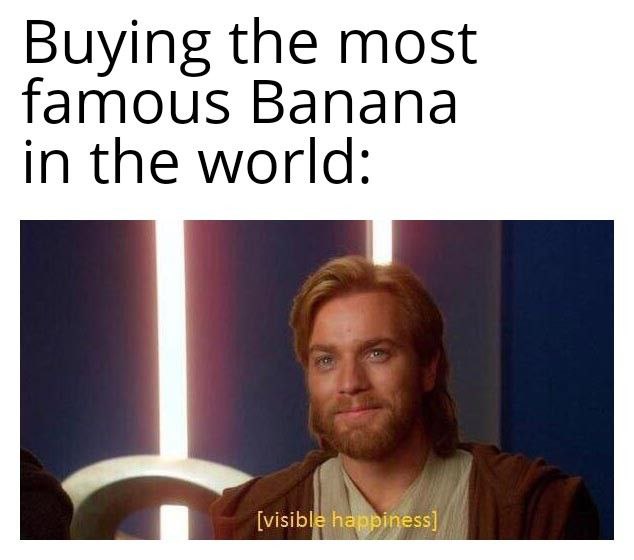 Buying the most
famous Banana
in the world:
[visible happiness]